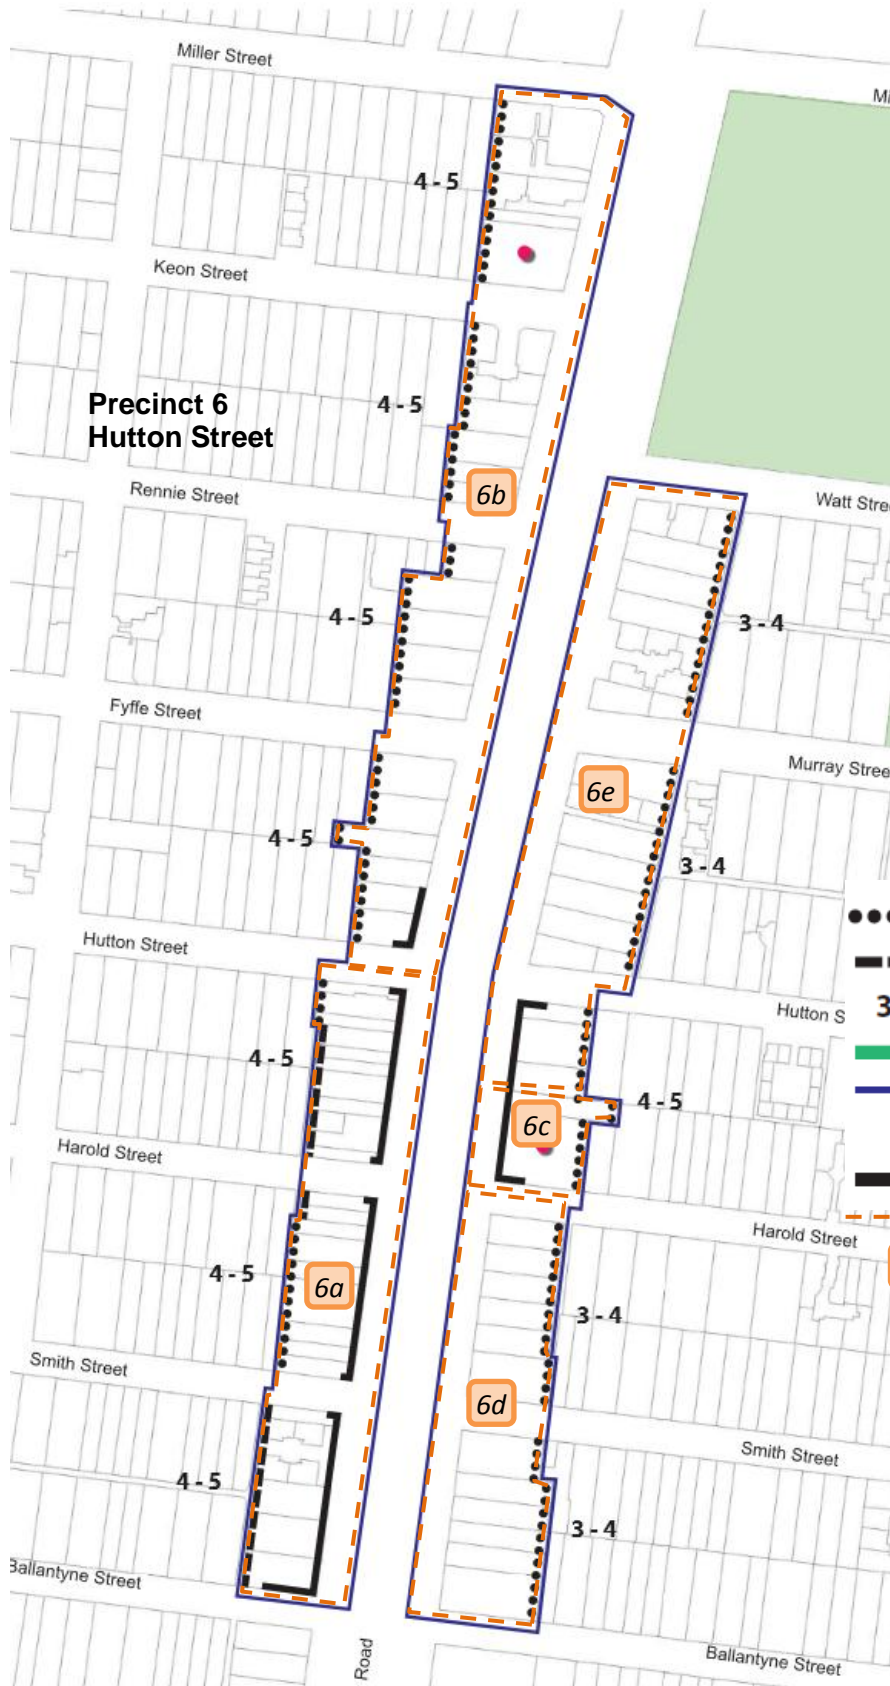 Miller Street
Mi
4 - 5
Keon Street
Precinct 6
Hutton Street
4 - 5
6b
Rennie Street
Watt Stree
4 - 5
3 - 4
Fyffe Street
Murray Stree
6e
4 - 5
3 - 4
Hutton Street
3
Hutton S
4 - 5
4 - 5
6c
Harold Street
Harold Street
4 - 5
6a
3 - 4
Smith Street
6d
Smith Street
4 - 5
3 - 4
Ballantyne Street
Ballantyne Street
Road